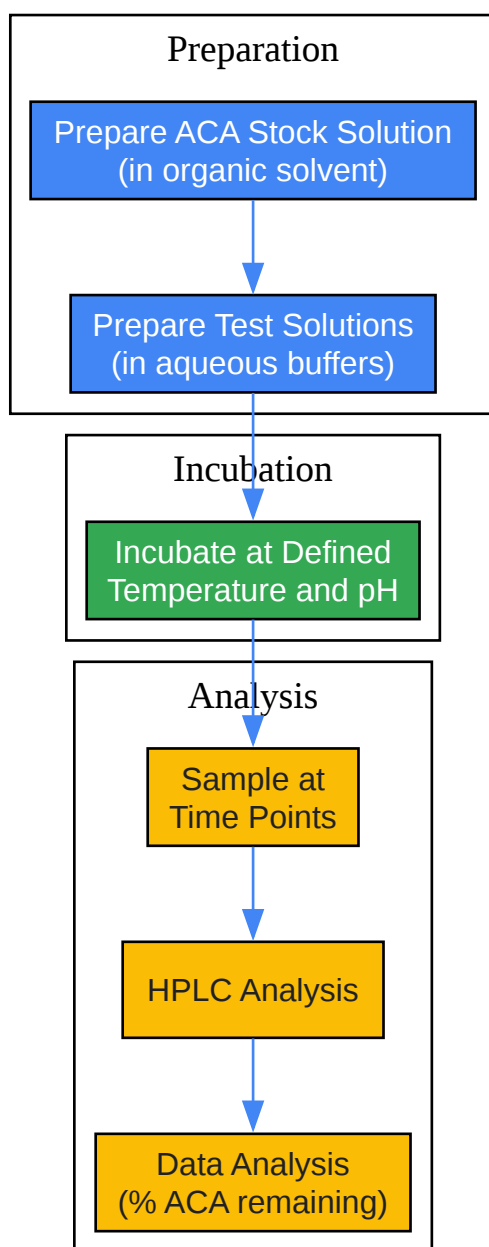 Preparation
Prepare ACA Stock Solution
(in organic solvent)
Prepare Test Solutions
(in aqueous buffers)
Incubation
Incubate at Defined
Temperature and pH
Analysis
Sample at
Time Points
HPLC Analysis
Data Analysis
(% ACA remaining)